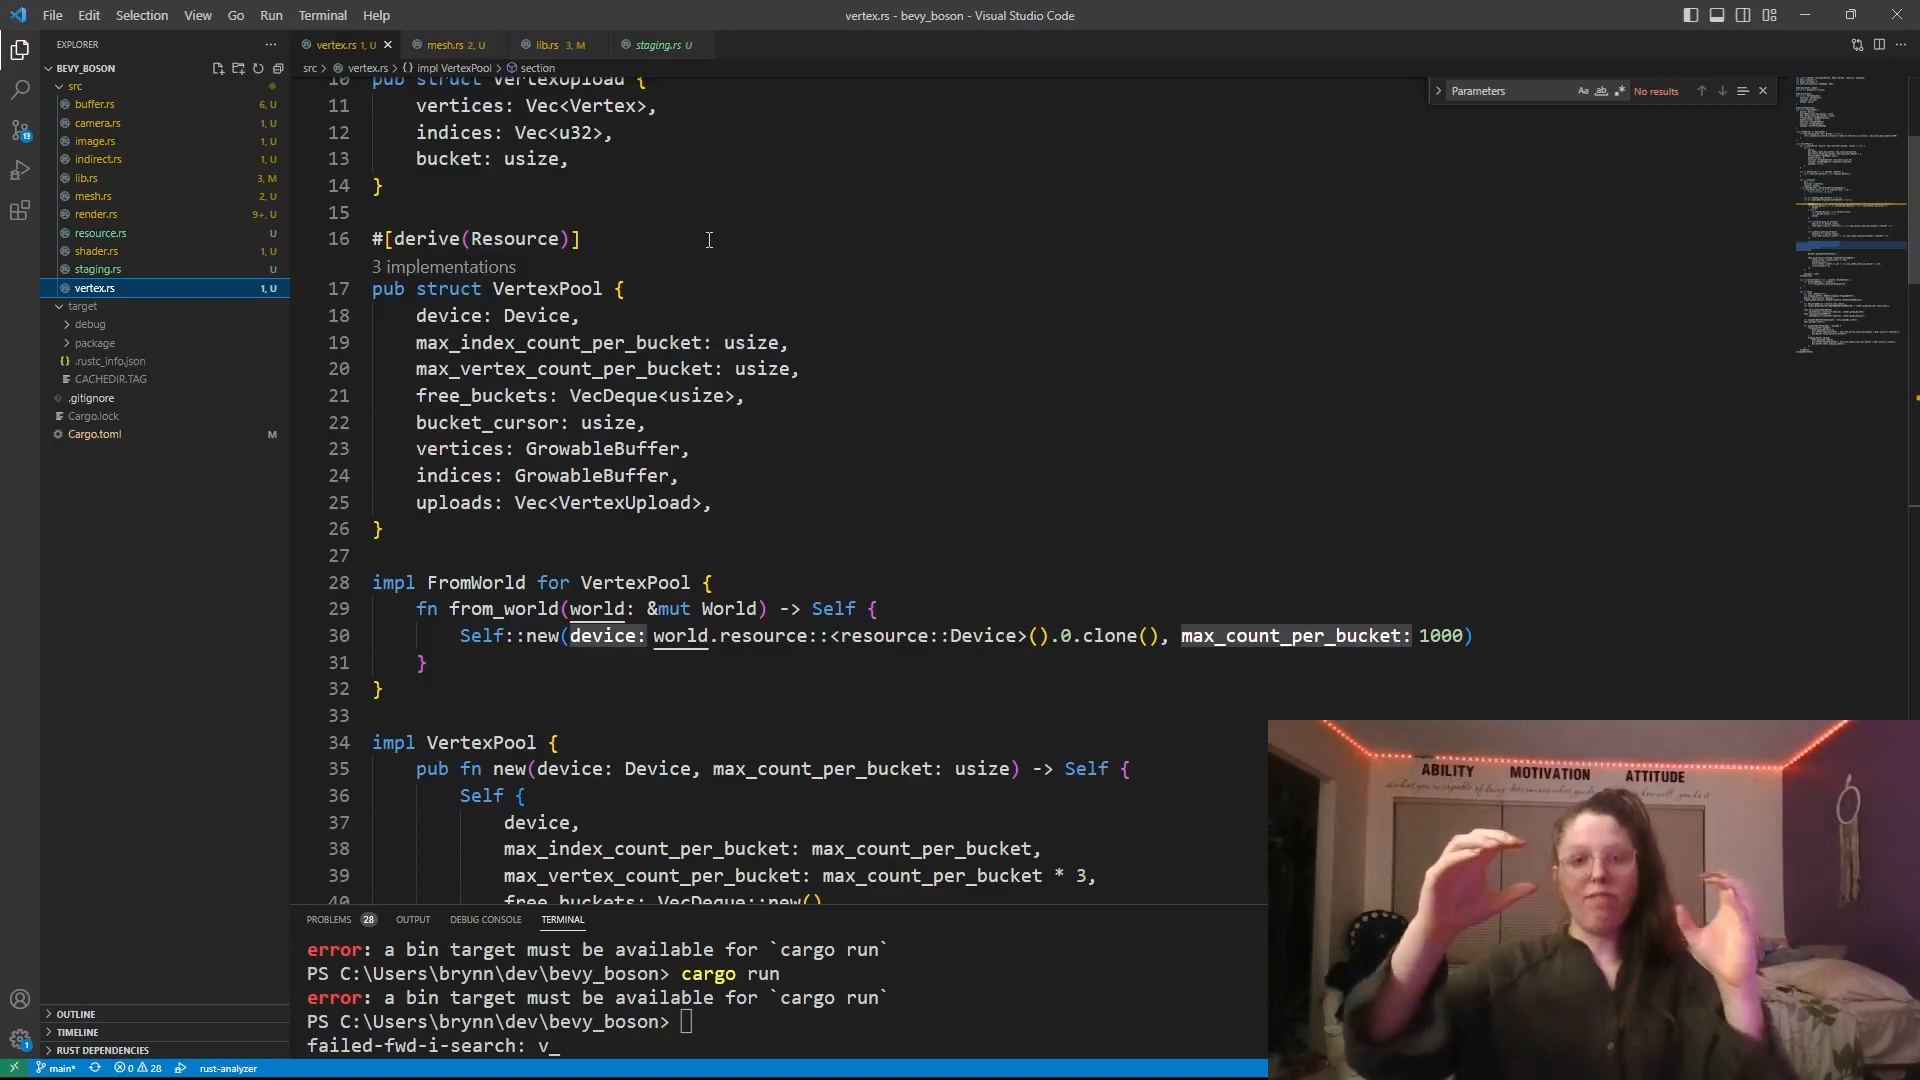 File Edit Selection View Go Run Terminal Help
vertex.rs - bevy_boson - Visual Studio Code
EXPLORER
BEVY_BOSON
src
buffer.rs 6, U
camera.rs 1, U
image.rs 1, U
indirect.rs 1, U
lib.rs 3, M
mesh.rs 2, U
render.rs 9+, U
resource.rs U
shader.rs 1, U
staging.rs U
vertex.rs 1, U
target
debug
package
.rustc_info.json
CACHEDIR.TAG
.gitignore
Cargo.lock
Cargo.toml M
OUTLINE
TIMELINE
RUST DEPENDENCIES
13
1
vertex.rs 1, U mesh.rs 2, U lib.rs 3, M staging.rs U
src > vertex.rs > {} impl VertexPool > section
Parameters Aa ab .* No results
10 pub struct VertexUpload {
11 vertices: Vec<Vertex>,
12 indices: Vec<u32>,
13 bucket: usize,
14 }
15
16 #[derive(Resource)]
3 implementations
17 pub struct VertexPool {
18 device: Device,
19 max_index_count_per_bucket: usize,
20 max_vertex_count_per_bucket: usize,
21 free_buckets: VecDeque<usize>,
22 bucket_cursor: usize,
23 vertices: GrowableBuffer,
24 indices: GrowableBuffer,
25 uploads: Vec<VertexUpload>,
26 }
27
28 impl FromWorld for VertexPool {
29 fn from_world(world: &mut World) -> Self {
30 Self::new(device: world.resource::<resource::Device>().0.clone(), max_count_per_bucket: 1000)
31 }
32 }
33
34 impl VertexPool {
35 pub fn new(device: Device, max_count_per_bucket: usize) -> Self {
36 Self {
37 device,
38 max_index_count_per_bucket: max_count_per_bucket,
39 max_vertex_count_per_bucket: max_count_per_bucket * 3,
40 free_buckets: VecDeque::new()
PROBLEMS 28 OUTPUT DEBUG CONSOLE TERMINAL
error: a bin target must be available for `cargo run`
PS C:\Users\brynn\dev\bevy_boson> cargo run
error: a bin target must be available for `cargo run`
PS C:\Users\brynn\dev\bevy_boson>
failed-fwd-i-search: v_
main* 0 28 rust-analyzer
ABILITY MOTIVATION ATTITUDE